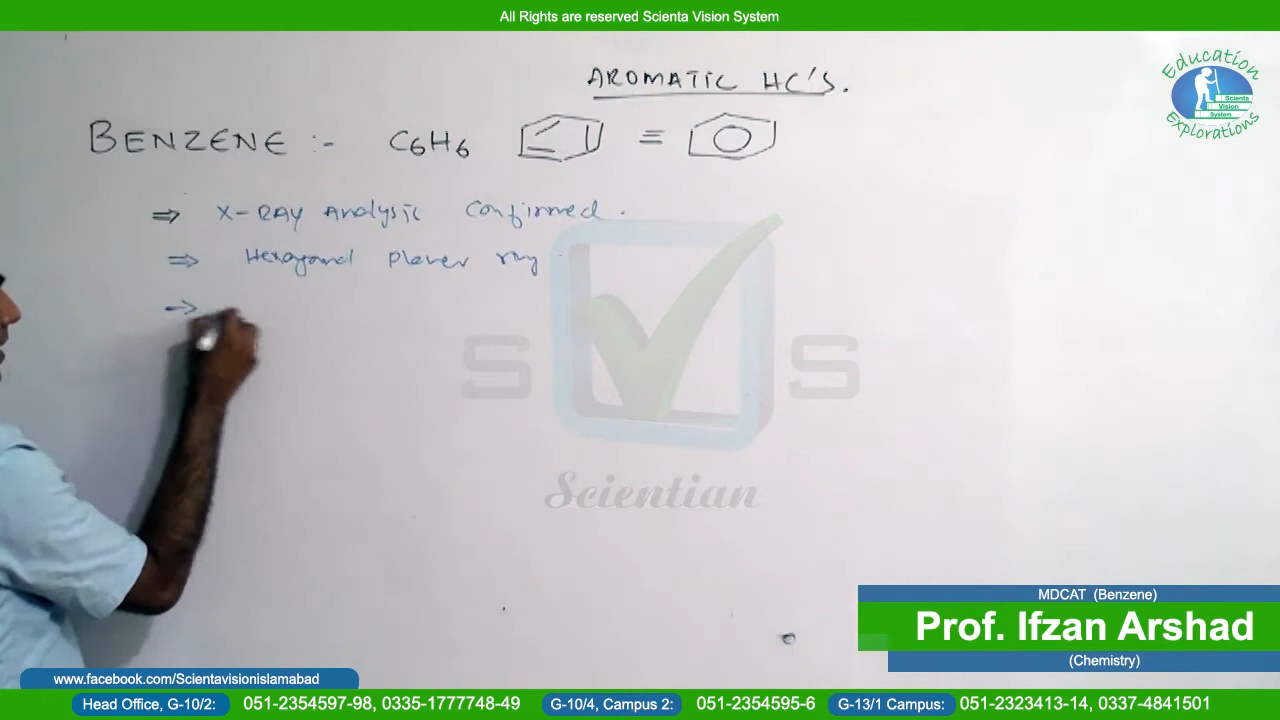 All Rights are reserved Scienta Vision System
Education
Scienta
Vision
System
Explorations
AROMATIC HC'S.
BENZENE :- C6H6 ≡
⇒ X-RAY Analysis Confirmed.
⇒ Hexagonal Planer ring
→
S S
Scientian
MDCAT (Benzene)
Prof. Ifzan Arshad
(Chemistry)
www.facebook.com/Scientavisionislamabad
Head Office, G-10/2: 051-2354597-98, 0335-1777748-49 G-10/4, Campus 2: 051-2354595-6 G-13/1 Campus: 051-2323413-14, 0337-4841501